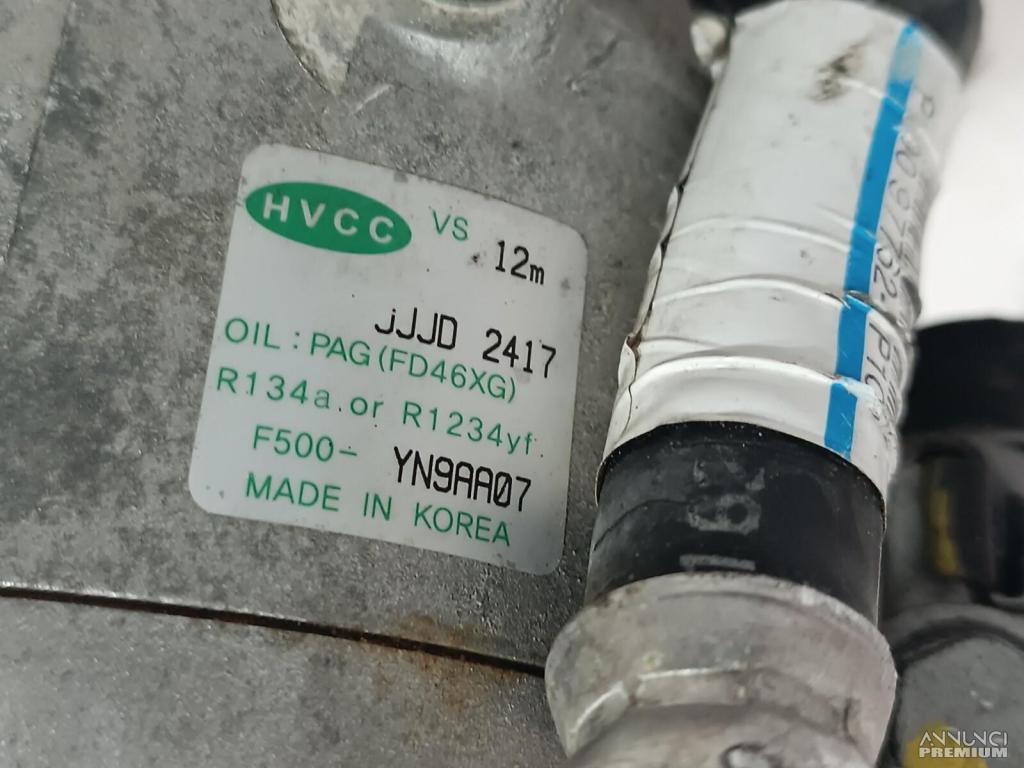 HVCC VS 12m
jJJD 2417
OIL : PAG(FD46XG)
R134a or R1234yf.
F500- YN9AA07
MADE IN KOREA
ANNUNCI
PREMIUM